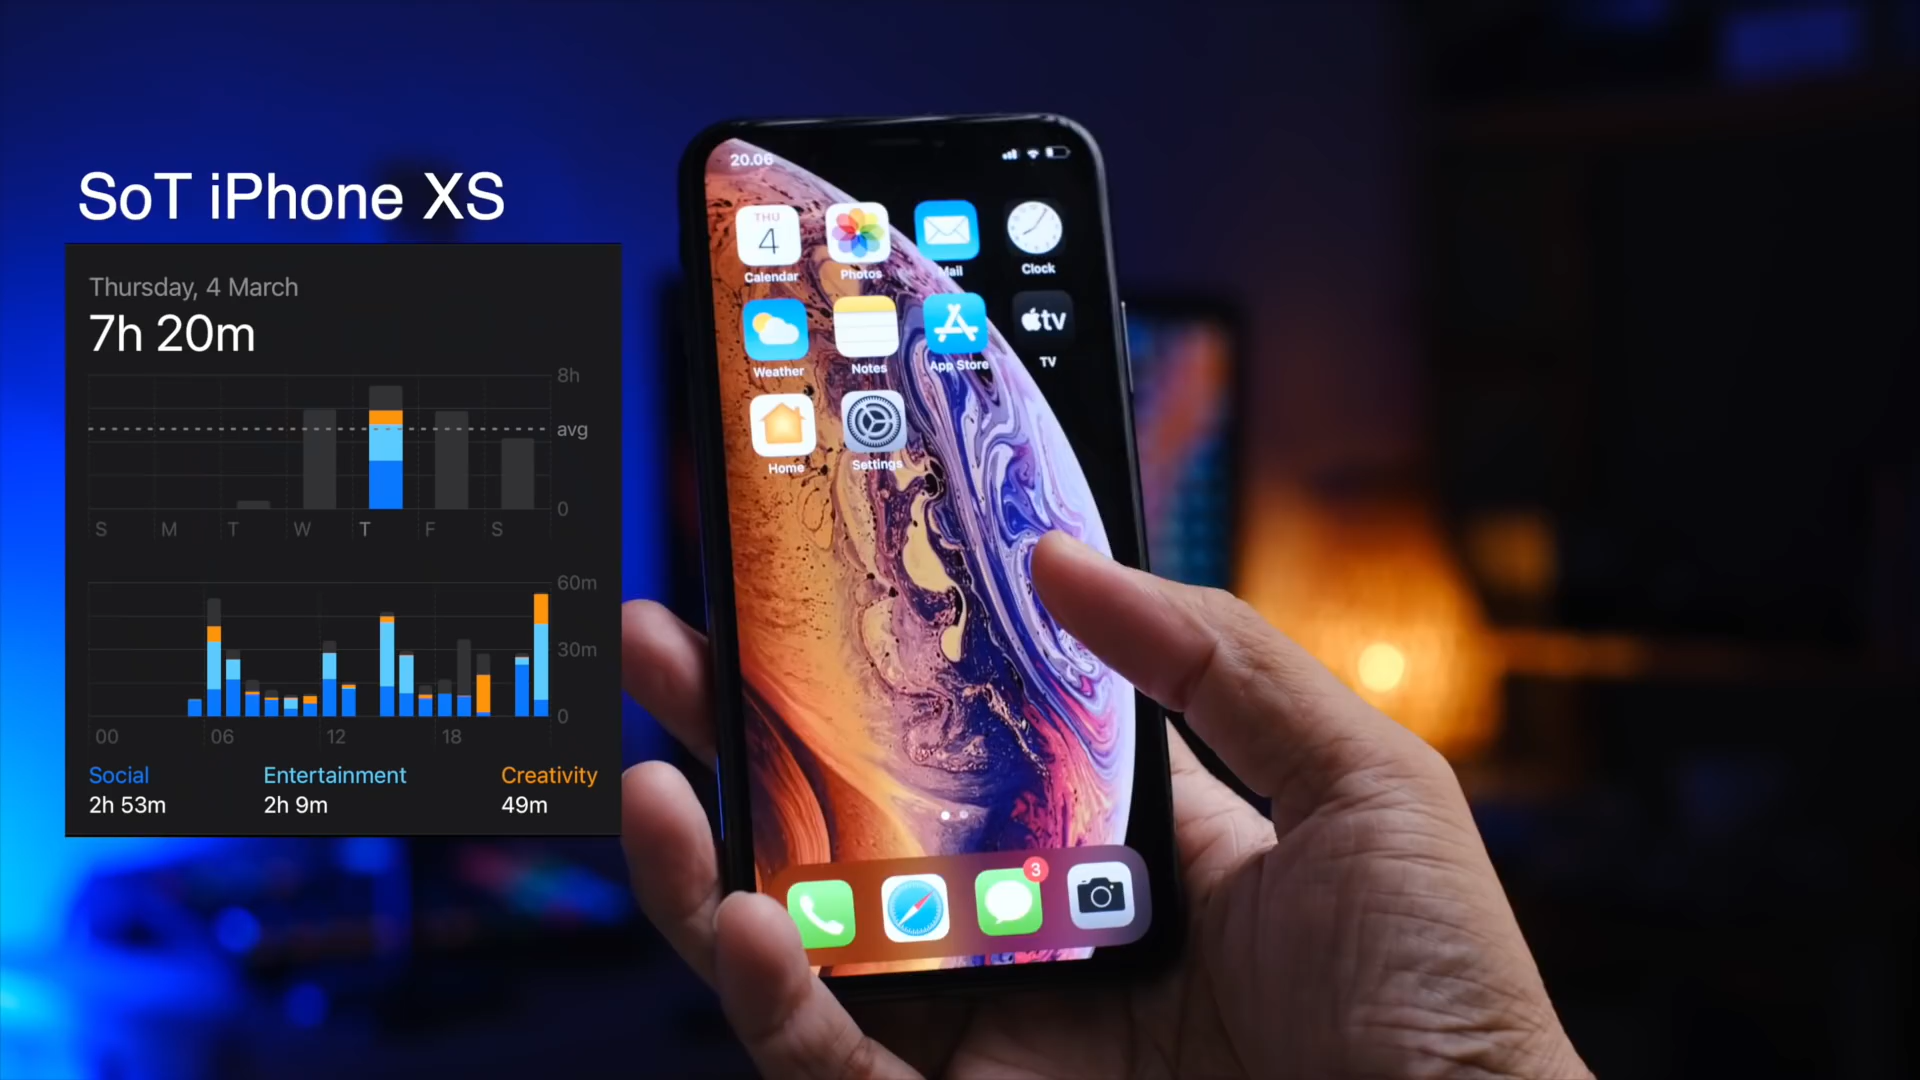 SoT iPhone XS
Thursday, 4 March
7h 20m
8h
avg
0
S M T W T F S
60m
30m
0
00 06 12 18
Social Entertainment Creativity
2h 53m 2h 9m 49m
20.06
THU
4
Calendar Photos Mail Clock
tv
Weather Notes App Store TV
Home Settings
3